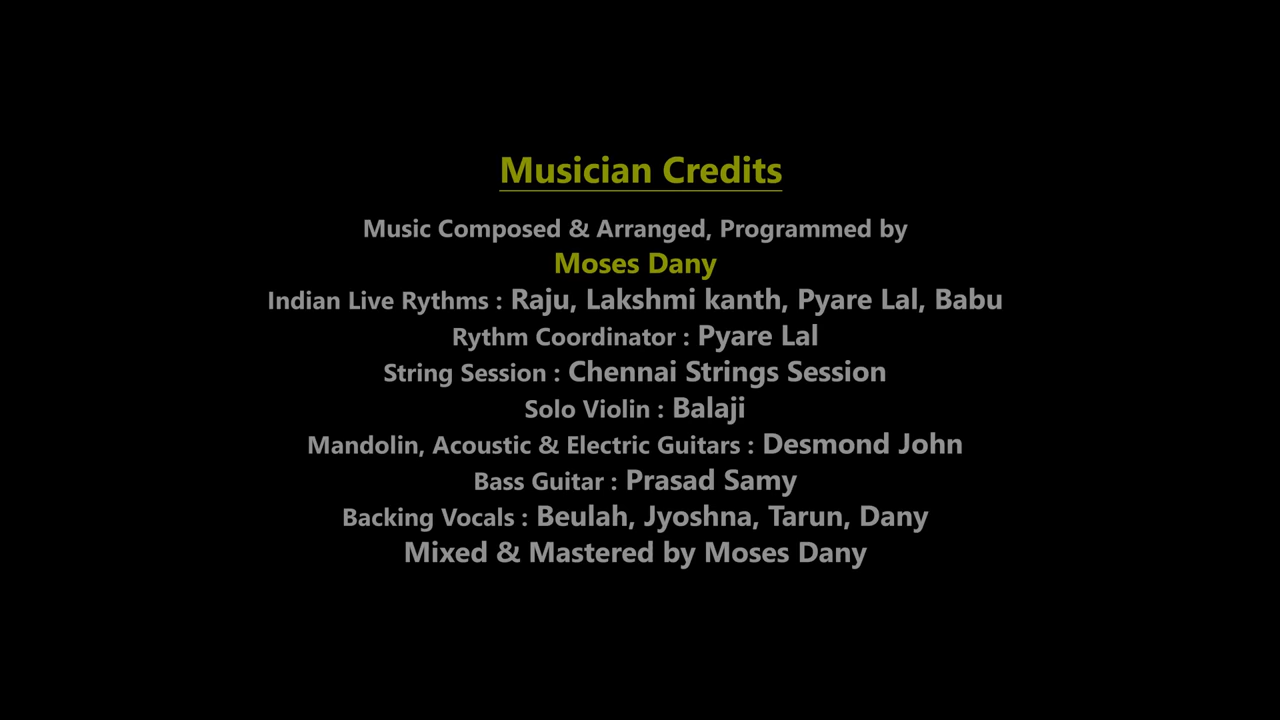 Musician Credits
Music Composed & Arranged, Programmed by
Moses Dany
Indian Live Rythms : Raju, Lakshmi kanth, Pyare Lal, Babu
Rythm Coordinator : Pyare Lal
String Session : Chennai Strings Session
Solo Violin : Balaji
Mandolin, Acoustic & Electric Guitars : Desmond John
Bass Guitar : Prasad Samy
Backing Vocals : Beulah, Jyoshna, Tarun, Dany
Mixed & Mastered by Moses Dany